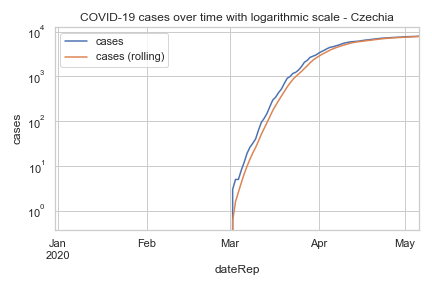 COVID-19 cases over time with logarithmic scale - Czechia
cases
cases (rolling)
10⁴
10³
10²
10¹
10⁰
cases
Jan
2020
Feb
Mar
Apr
May
dateRep